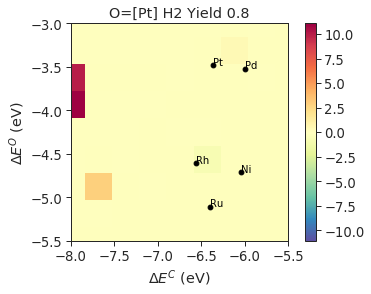 O=[Pt] H2 Yield 0.8
−3.0
−3.5
−4.0
−4.5
−5.0
−5.5
ΔE^O (eV)
Pt
Pd
Rh
Ni
Ru
−8.0 −7.5 −7.0 −6.5 −6.0 −5.5
ΔE^C (eV)
10.0
7.5
5.0
2.5
0.0
−2.5
−5.0
−7.5
−10.0